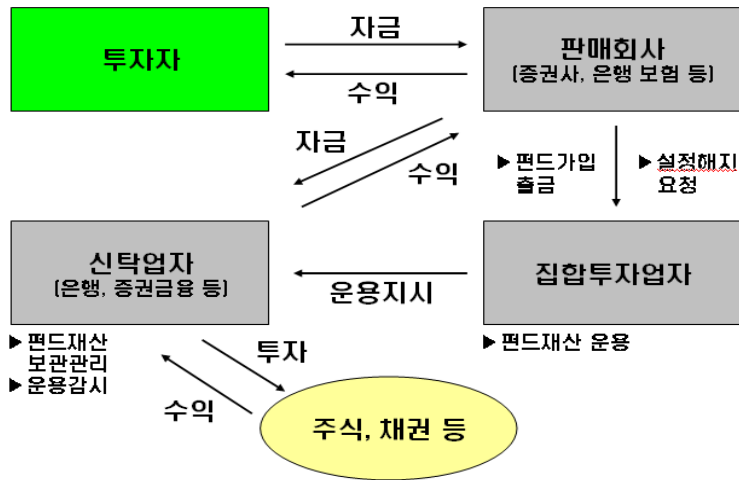 투자자
자금
수익
판매회사
(증권사, 은행 보험 등)
자금
수익
▶ 펀드가입
출금
▶ 설정해지
요청
신탁업자
(은행, 증권금융 등)
운용지시
집합투자업자
▶ 펀드재산
보관관리
▶ 운용감시
▶ 펀드재산 운용
투자
수익
주식, 채권 등